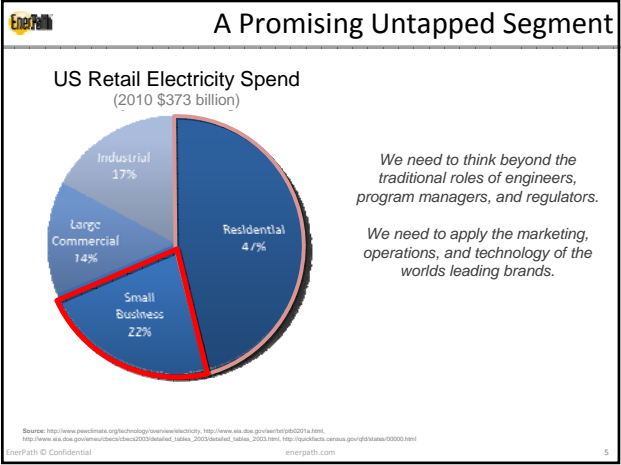 EnerPath
A Promising Untapped Segment
US Retail Electricity Spend
(2010 $373 billion)
Industrial
17%
Large
Commercial
14%
Residential
47%
Small
Business
22%
We need to think beyond the
traditional roles of engineers,
program managers, and regulators.
We need to apply the marketing,
operations, and technology of the
worlds leading brands.
Source: http://www.pewclimate.org/technology/overview/electricity, http://www.eia.doe.gov/aer/txt/ptb0201a.html,
http://www.eia.doe.gov/emeu/cbecs/cbecs2003/detailed_tables_2003/detailed_tables_2003.html, http://quickfacts.census.gov/qfd/states/00000.html
EnerPath © Confidential
enerpath.com
5